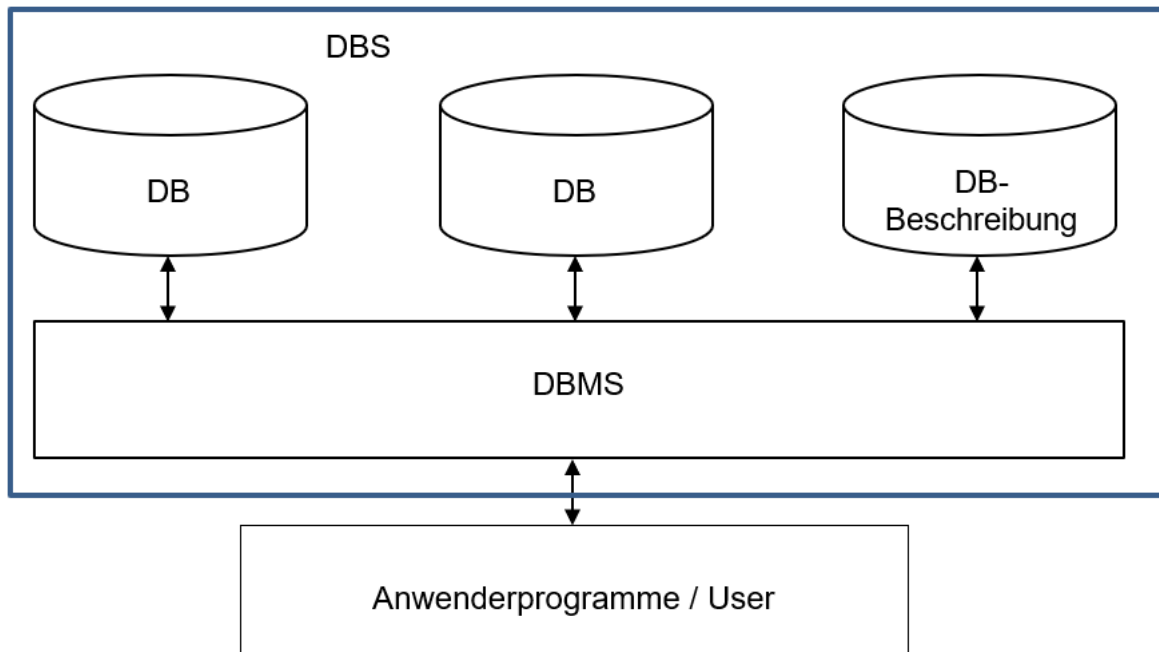 DBS
DB
DB
DB-
Beschreibung
DBMS
Anwenderprogramme / User